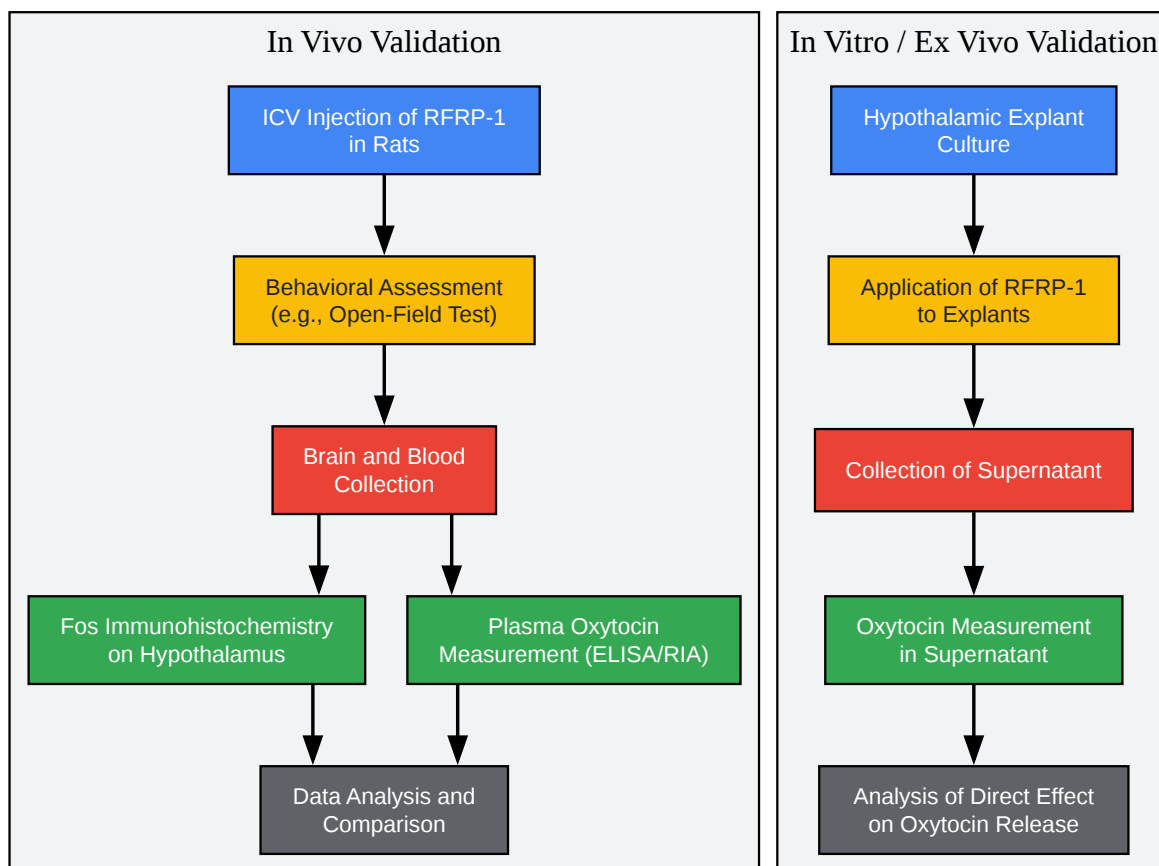 In Vivo Validation
ICV Injection of RFRP-1
in Rats
Behavioral Assessment
(e.g., Open-Field Test)
Brain and Blood
Collection
Fos Immunohistochemistry
on Hypothalamus
Plasma Oxytocin
Measurement (ELISA/RIA)
Data Analysis and
Comparison
In Vitro / Ex Vivo Validation
Hypothalamic Explant
Culture
Application of RFRP-1
to Explants
Collection of Supernatant
Oxytocin Measurement
in Supernatant
Analysis of Direct Effect
on Oxytocin Release